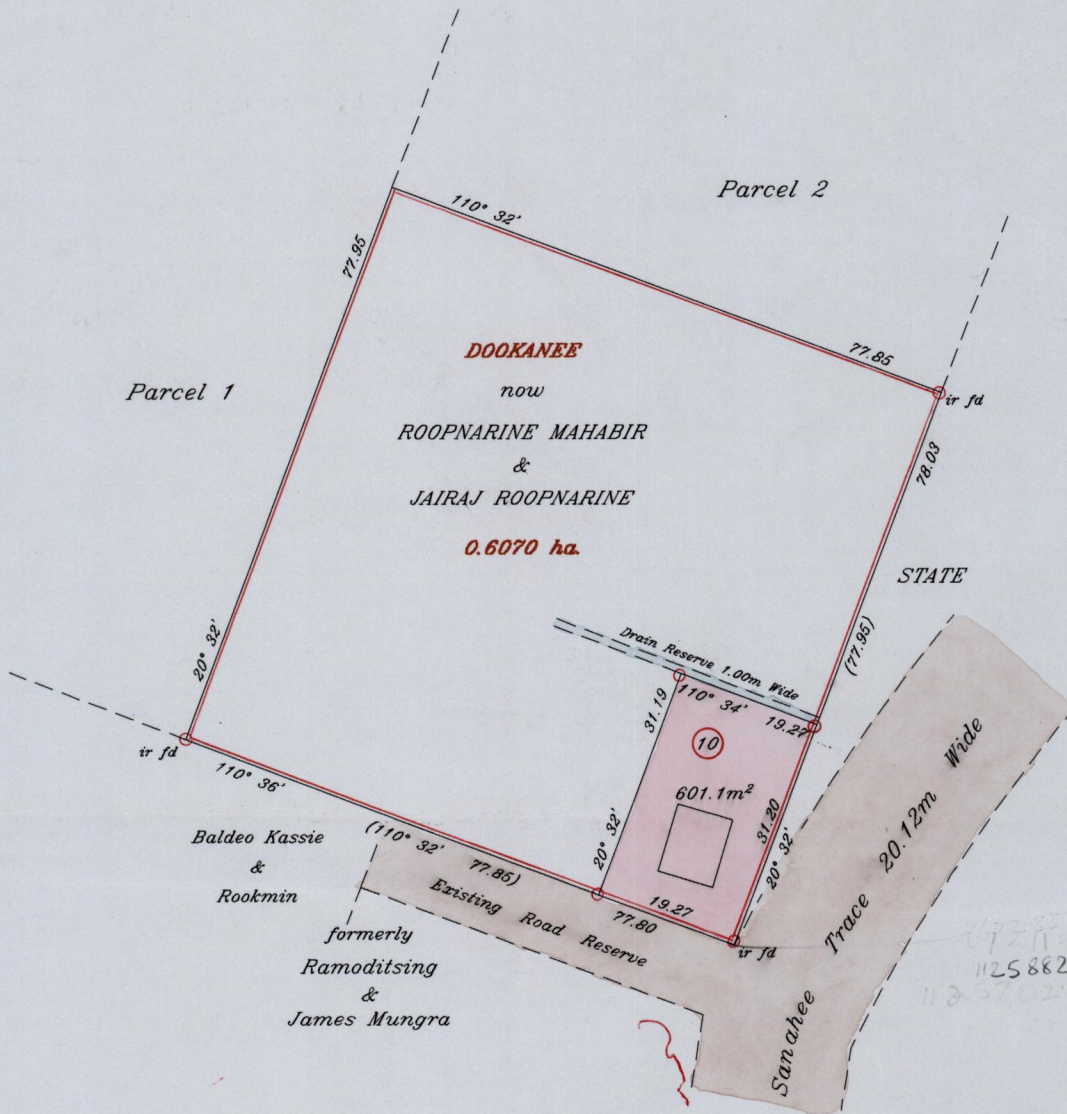 Parcel 2
110° 32'
77.95
77.85
ir fd
Parcel 1
DOOKANEE
now
ROOPNARINE MAHABIR
&
JAIRAJ ROOPNARINE
0.6070 ha.
78.03
STATE
(77.95)
20° 32'
Drain Reserve 1.00m Wide
110° 34'
19.27
31.19
10
601.1m²
31.20
20° 32'
20° 32'
ir fd
110° 36'
(110° 32' 77.85)
19.27
77.80
ir fd
Existing Road Reserve
Baldeo Kassie
&
Rookmin
formerly
Ramoditsing
&
James Mungra
Sanahee Trace 20.12m Wide
1125882